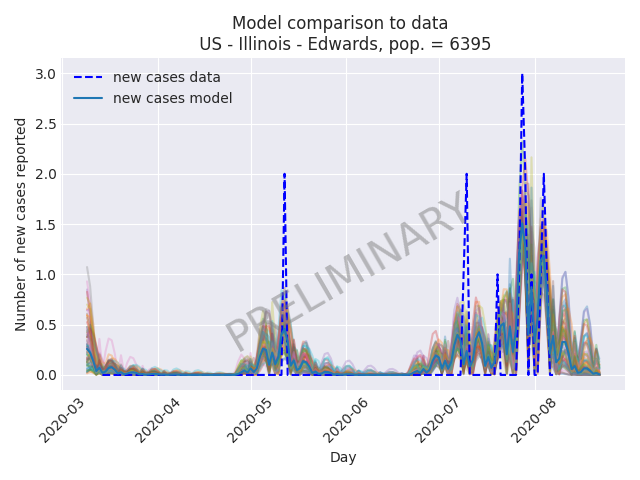 Model comparison to data
US - Illinois - Edwards, pop. = 6395
new cases data
new cases model
Number of new cases reported
3.0
2.5
2.0
1.5
1.0
0.5
0.0
PRELIMINARY
2020-03
2020-04
2020-05
2020-06
2020-07
2020-08
Day